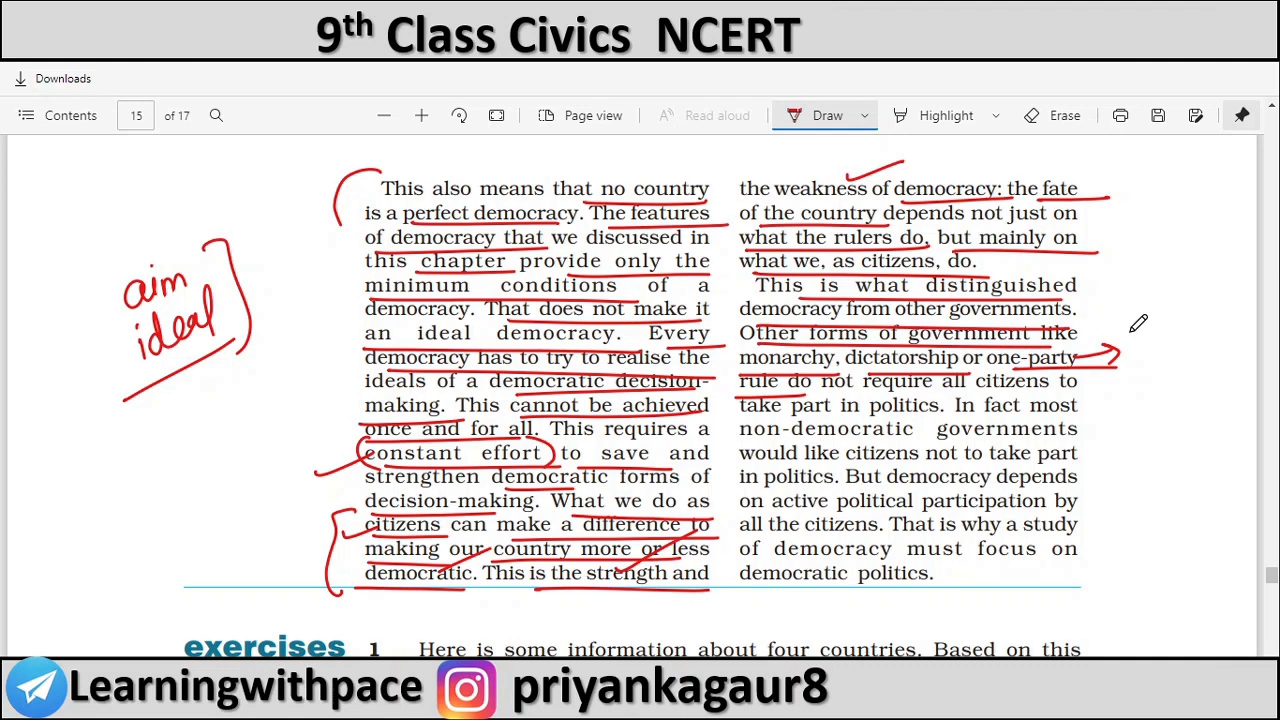 9th Class Civics NCERT
Downloads
Contents 15 of 17 Page view Read aloud Draw Highlight Erase
aim
ideal
This also means that no country
is a perfect democracy. The features
of democracy that we discussed in
this chapter provide only the
minimum conditions of a
democracy. That does not make it
an ideal democracy. Every
democracy has to try to realise the
ideals of a democratic decision-
making. This cannot be achieved
once and for all. This requires a
constant effort to save and
strengthen democratic forms of
decision-making. What we do as
citizens can make a difference to
making our country more or less
democratic. This is the strength and
the weakness of democracy: the fate
of the country depends not just on
what the rulers do, but mainly on
what we, as citizens, do.
This is what distinguished
democracy from other governments.
Other forms of government like
monarchy, dictatorship or one-party
rule do not require all citizens to
take part in politics. In fact most
non-democratic governments
would like citizens not to take part
in politics. But democracy depends
on active political participation by
all the citizens. That is why a study
of democracy must focus on
democratic politics.
exercises 1 Here is some information about four countries. Based on this
Learningwithpace priyankagaur8